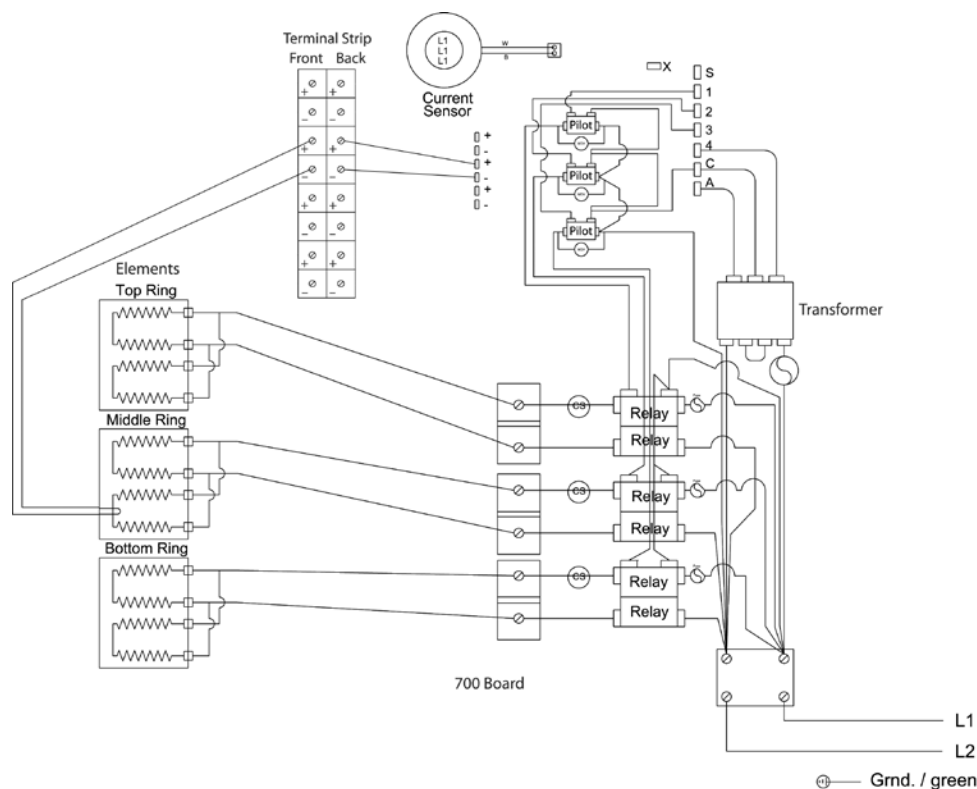 Terminal Strip
Front Back
+ +
− −
+ +
− −
+ +
− −
+ +
− −
L1
L1
L1
W
B
Current
Sensor
+
-
+
-
+
-
X
S
1
2
3
4
C
A
Pilot
Pilot
Pilot
Transformer
Elements
Top Ring
Middle Ring
Bottom Ring
CS
Relay
Relay
CS
Relay
Relay
CS
Relay
Relay
700 Board
L1
L2
Grnd. / green